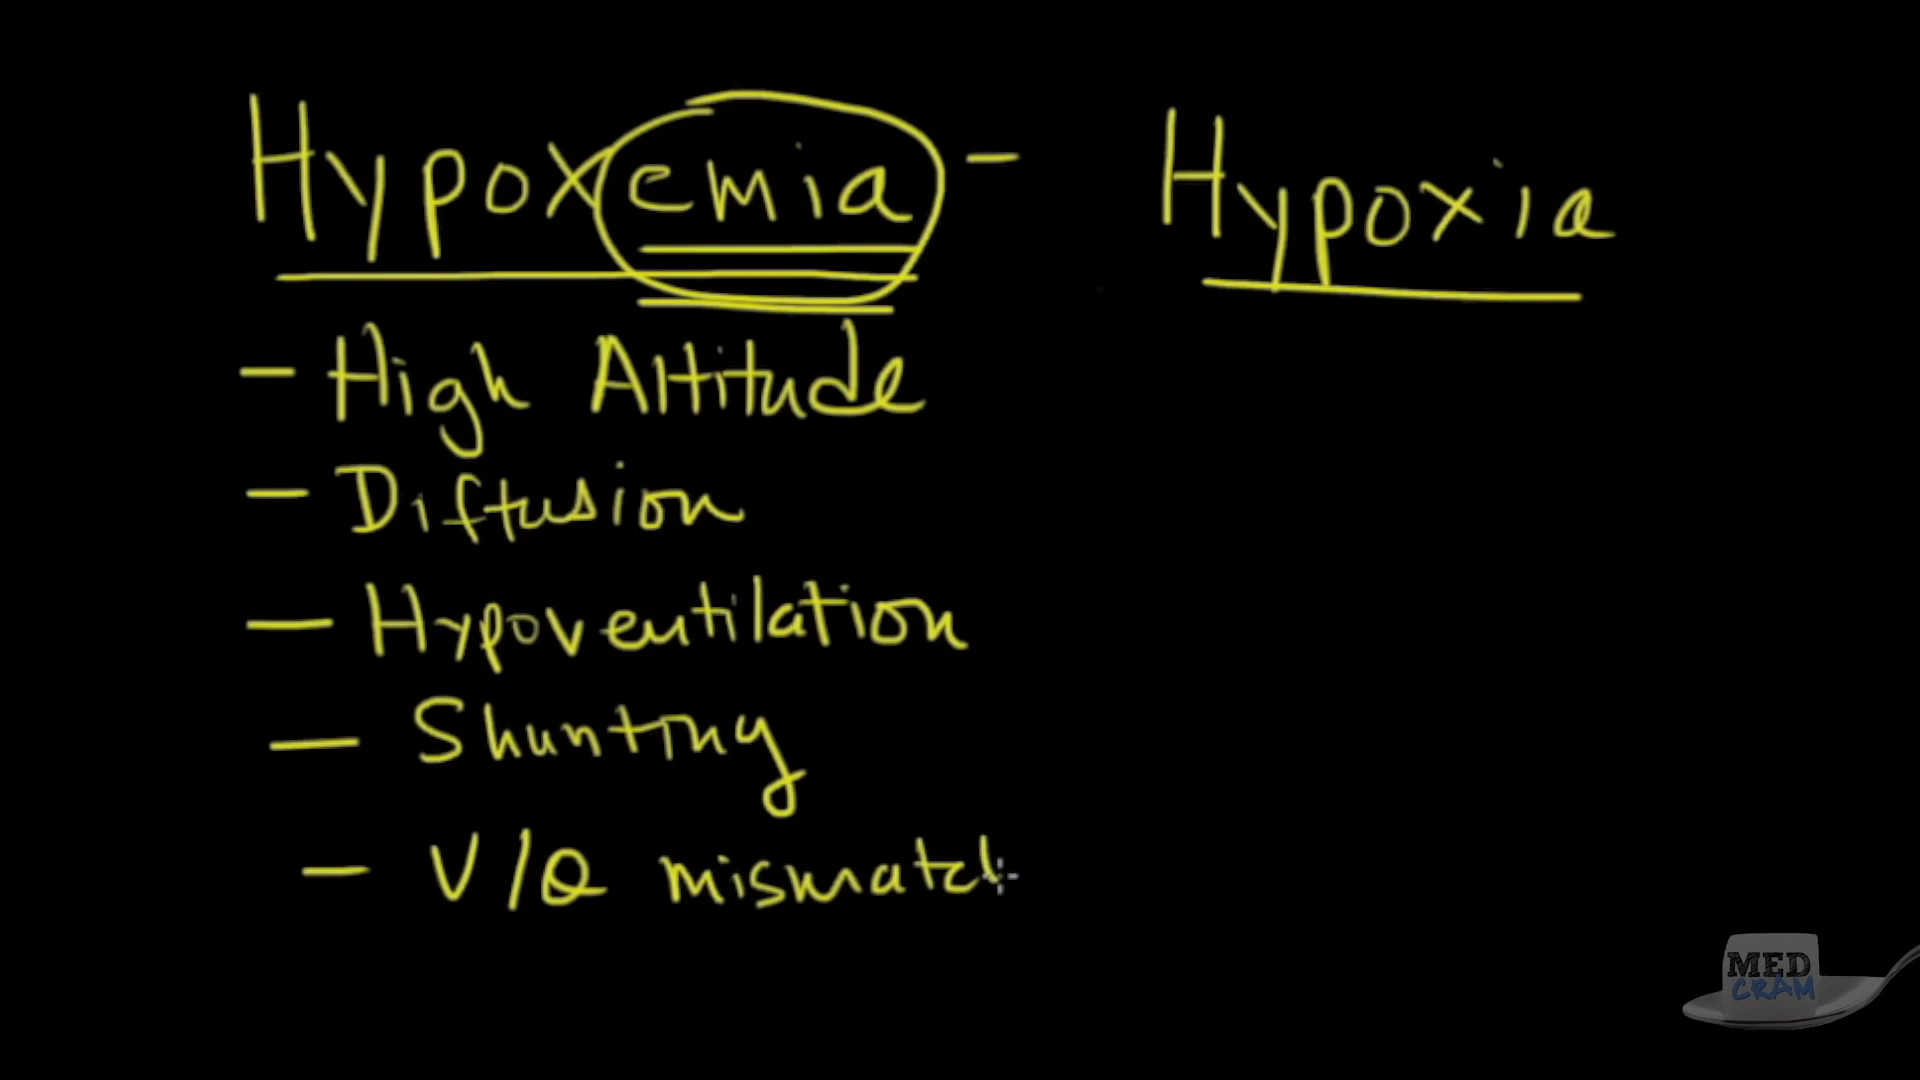 Hypoxemia - Hypoxia
- High Altitude
- Diffusion
- Hypoventilation
- Shunting
- V/Q mismatch
MED
CRAM